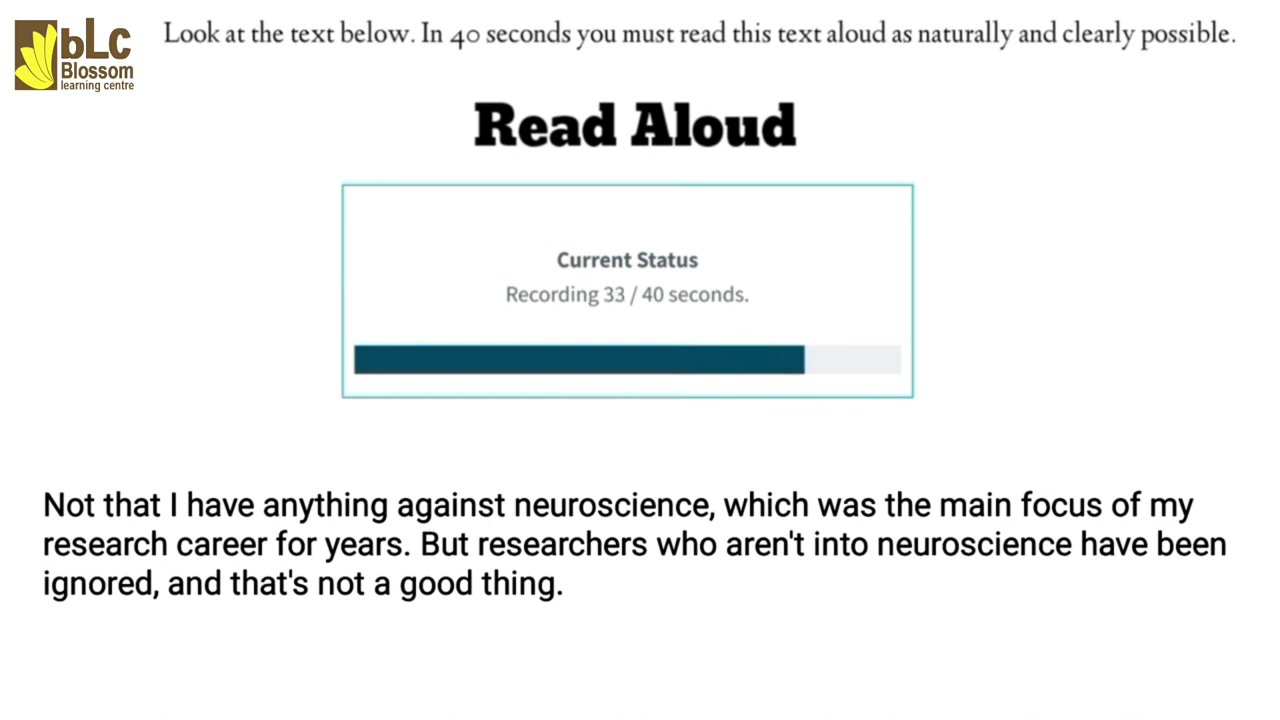 bLc
Blossom
learning centre
Look at the text below. In 40 seconds you must read this text aloud as naturally and clearly possible.
Read Aloud
Current Status
Recording 33 / 40 seconds.
Not that I have anything against neuroscience, which was the main focus of my
research career for years. But researchers who aren't into neuroscience have been
ignored, and that's not a good thing.